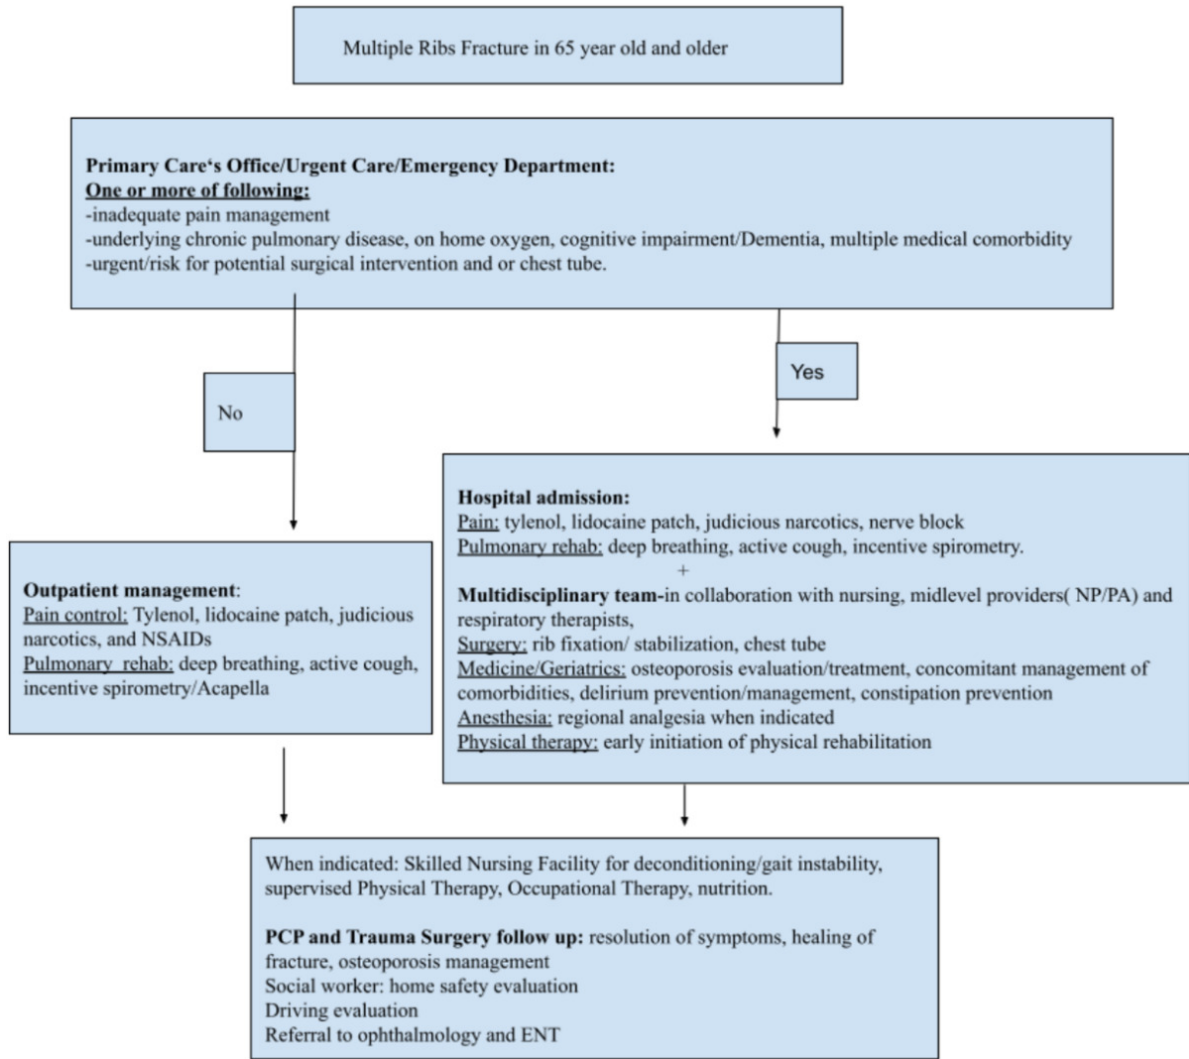 Multiple Ribs Fracture in 65 year old and older
Primary Care‘s Office/Urgent Care/Emergency Department:
One or more of following:
-inadequate pain management
-underlying chronic pulmonary disease, on home oxygen, cognitive impairment/Dementia, multiple medical comorbidity
-urgent/risk for potential surgical intervention and or chest tube.
No
Yes
Outpatient management:
Pain control: Tylenol, lidocaine patch, judicious
narcotics, and NSAIDs
Pulmonary rehab: deep breathing, active cough,
incentive spirometry/Acapella
Hospital admission:
Pain: tylenol, lidocaine patch, judicious narcotics, nerve block
Pulmonary rehab: deep breathing, active cough, incentive spirometry.
+
Multidisciplinary team-in collaboration with nursing, midlevel providers( NP/PA) and
respiratory therapists,
Surgery: rib fixation/ stabilization, chest tube
Medicine/Geriatrics: osteoporosis evaluation/treatment, concomitant management of
comorbidities, delirium prevention/management, constipation prevention
Anesthesia: regional analgesia when indicated
Physical therapy: early initiation of physical rehabilitation
When indicated: Skilled Nursing Facility for deconditioning/gait instability,
supervised Physical Therapy, Occupational Therapy, nutrition.
PCP and Trauma Surgery follow up: resolution of symptoms, healing of
fracture, osteoporosis management
Social worker: home safety evaluation
Driving evaluation
Referral to ophthalmology and ENT